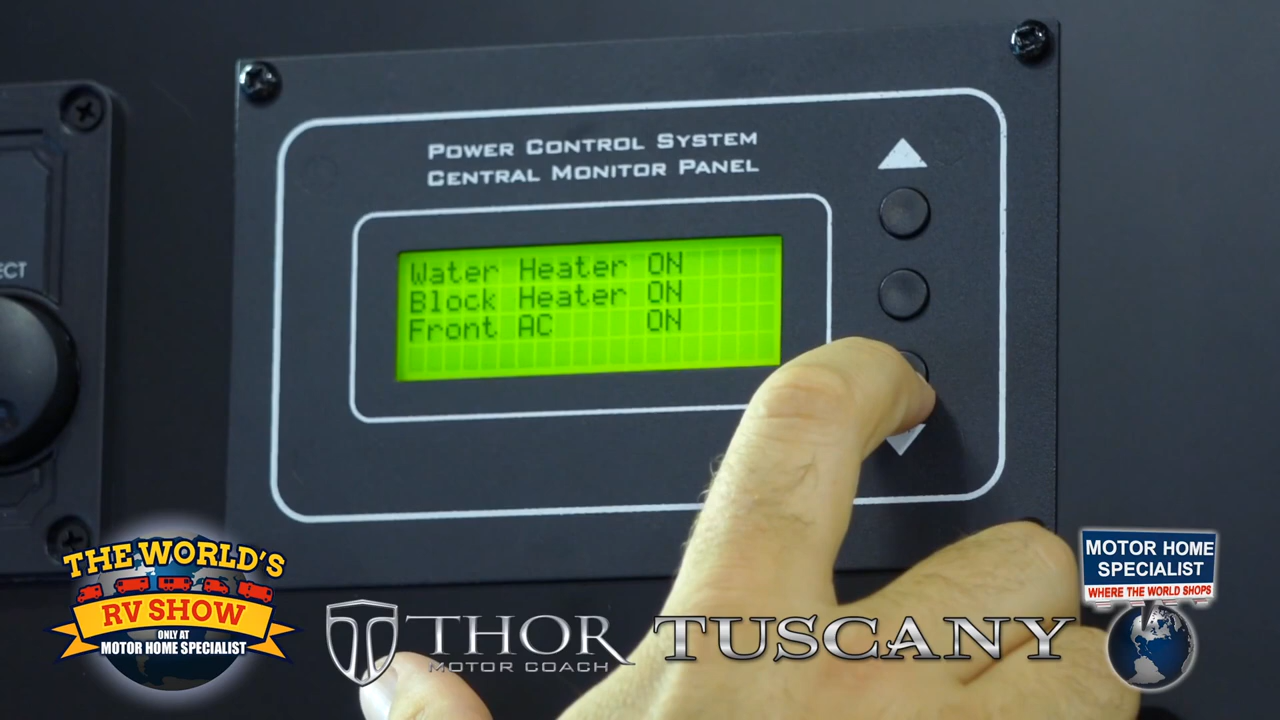 POWER CONTROL SYSTEM
CENTRAL MONITOR PANEL
Water Heater ON
Block Heater ON
Front AC ON
ECT
THE WORLD'S
RV SHOW
ONLY AT
MOTOR HOME SPECIALIST
THOR
MOTOR COACH
TUSCANY
MOTOR HOME
SPECIALIST
WHERE THE WORLD SHOPS